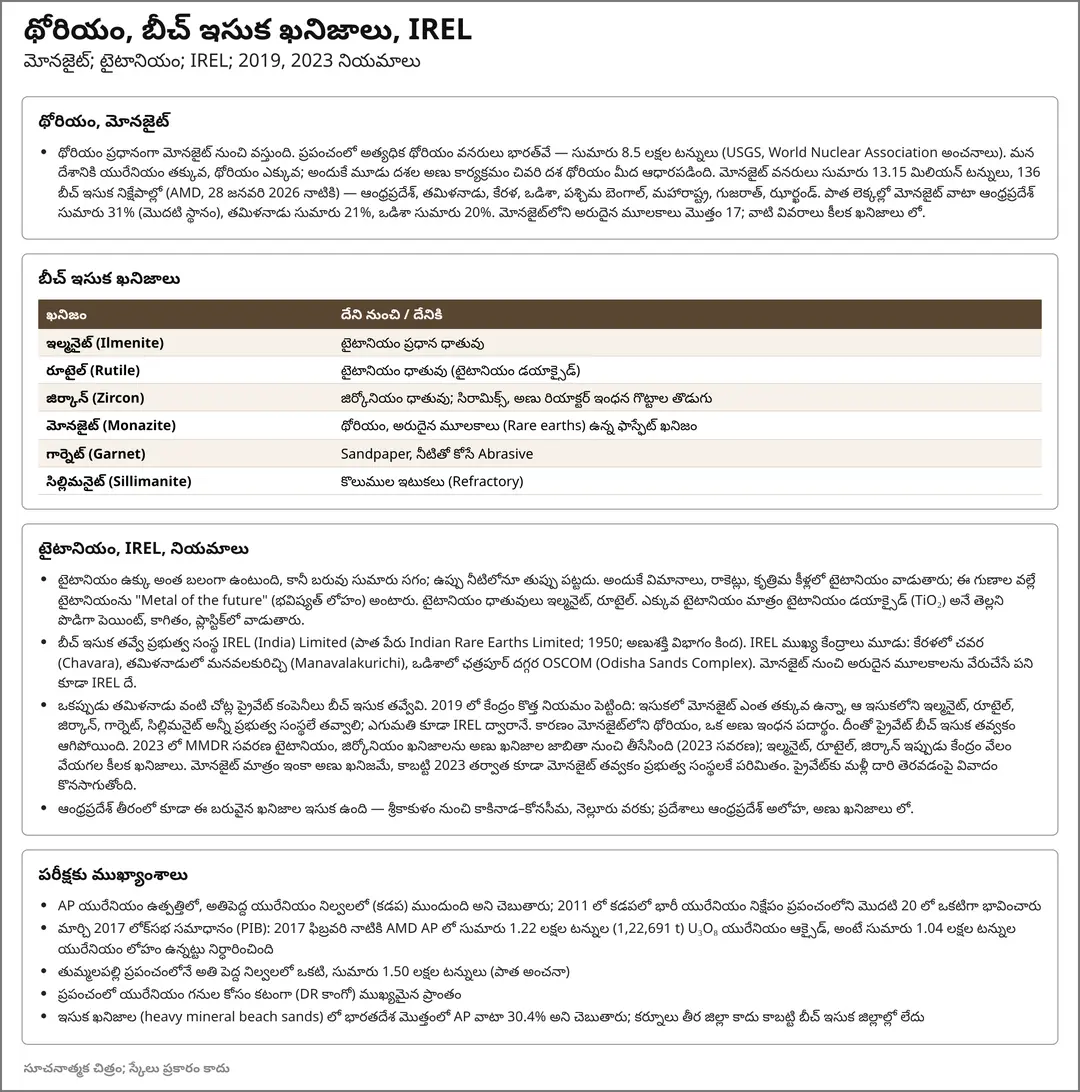 థోరియం, బీచ్ ఇసుక ఖనిజాలు, IREL
మోనజైట్; టైటానియం; IREL; 2019, 2023 నియమాలు
థోరియం, మోనజైట్
• థోరియం ప్రధానంగా మోనజైట్ నుంచి వస్తుంది. ప్రపంచంలో అత్యధిక థోరియం వనరులు భారత్‌వే — సుమారు 8.5 లక్షల టన్నులు (USGS, World Nuclear Association అంచనాలు). మన
దేశానికి యురేనియం తక్కువ, థోరియం ఎక్కువ; అందుకే మూడు దశల అణు కార్యక్రమం చివరి దశ థోరియం మీద ఆధారపడింది. మోనజైట్ వనరులు సుమారు 13.15 మిలియన్ టన్నులు, 136
బీచ్ ఇసుక నిక్షేపాల్లో (AMD, 28 జనవరి 2026 నాటికి) — ఆంధ్రప్రదేశ్, తమిళనాడు, కేరళ, ఒడిశా, పశ్చిమ బెంగాల్, మహారాష్ట్ర, గుజరాత్, ఝార్ఖండ్. పాత లెక్కల్లో మోనజైట్ వాటా ఆంధ్రప్రదేశ్
సుమారు 31% (మొదటి స్థానం), తమిళనాడు సుమారు 21%, ఒడిశా సుమారు 20%. మోనజైట్‌లోని అరుదైన మూలకాలు మొత్తం 17; వాటి వివరాలు కీలక ఖనిజాలు లో.
బీచ్ ఇసుక ఖనిజాలు
ఖనిజం దేని నుంచి / దేనికి
ఇల్మనైట్ (Ilmenite) టైటానియం ప్రధాన ధాతువు
రూటైల్ (Rutile) టైటానియం ధాతువు (టైటానియం డయాక్సైడ్)
జిర్కాన్ (Zircon) జిర్కోనియం ధాతువు; సిరామిక్స్, అణు రియాక్టర్ ఇంధన గొట్టాల తొడుగు
మోనజైట్ (Monazite) థోరియం, అరుదైన మూలకాలు (Rare earths) ఉన్న ఫాస్ఫేట్ ఖనిజం
గార్నెట్ (Garnet) Sandpaper, నీటితో కోసే Abrasive
సిల్లిమనైట్ (Sillimanite) కొలుముల ఇటుకలు (Refractory)
టైటానియం, IREL, నియమాలు
• టైటానియం ఉక్కు అంత బలంగా ఉంటుంది, కానీ బరువు సుమారు సగం; ఉప్పు నీటిలోనూ తుప్పు పట్టదు. అందుకే విమానాలు, రాకెట్లు, కృత్రిమ కీళ్లలో టైటానియం వాడుతారు; ఈ గుణాల వల్లే
టైటానియంను "Metal of the future" (భవిష్యత్ లోహం) అంటారు. టైటానియం ధాతువులు ఇల్మనైట్, రూటైల్. ఎక్కువ టైటానియం మాత్రం టైటానియం డయాక్సైడ్ (TiO₂) అనే తెల్లని
పొడిగా పెయింట్, కాగితం, ప్లాస్టిక్‌లో వాడుతారు.
• బీచ్ ఇసుక తవ్వే ప్రభుత్వ సంస్థ IREL (India) Limited (పాత పేరు Indian Rare Earths Limited; 1950; అణుశక్తి విభాగం కింద). IREL ముఖ్య కేంద్రాలు మూడు: కేరళలో చవర
(Chavara), తమిళనాడులో మనవలకురిచ్చి (Manavalakurichi), ఒడిశాలో ఛత్రపూర్ దగ్గర OSCOM (Odisha Sands Complex). మోనజైట్ నుంచి అరుదైన మూలకాలను వేరుచేసే పని
కూడా IREL దే.
• ఒకప్పుడు తమిళనాడు వంటి చోట్ల ప్రైవేట్ కంపెనీలు బీచ్ ఇసుక తవ్వేవి. 2019 లో కేంద్రం కొత్త నియమం పెట్టింది: ఇసుకలో మోనజైట్ ఎంత తక్కువ ఉన్నా, ఆ ఇసుకలోని ఇల్మనైట్, రూటైల్,
జిర్కాన్, గార్నెట్, సిల్లిమనైట్ అన్నీ ప్రభుత్వ సంస్థలే తవ్వాలి; ఎగుమతి కూడా IREL ద్వారానే. కారణం మోనజైట్‌లోని థోరియం, ఒక అణు ఇంధన పదార్థం. దీంతో ప్రైవేట్ బీచ్ ఇసుక తవ్వకం
ఆగిపోయింది. 2023 లో MMDR సవరణ టైటానియం, జిర్కోనియం ఖనిజాలను అణు ఖనిజాల జాబితా నుంచి తీసేసింది (2023 సవరణ); ఇల్మనైట్, రూటైల్, జిర్కాన్ ఇప్పుడు కేంద్రం వేలం
వేయగల కీలక ఖనిజాలు. మోనజైట్ మాత్రం ఇంకా అణు ఖనిజమే, కాబట్టి 2023 తర్వాత కూడా మోనజైట్ తవ్వకం ప్రభుత్వ సంస్థలకే పరిమితం. ప్రైవేట్‌కు మళ్లీ దారి తెరవడంపై వివాదం
కొనసాగుతోంది.
• ఆంధ్రప్రదేశ్ తీరంలో కూడా ఈ బరువైన ఖనిజాల ఇసుక ఉంది — శ్రీకాకుళం నుంచి కాకినాడ–కోనసీమ, నెల్లూరు వరకు; ప్రదేశాలు ఆంధ్రప్రదేశ్ అలోహ, అణు ఖనిజాలు లో.
పరీక్షకు ముఖ్యాంశాలు
• AP యురేనియం ఉత్పత్తిలో, అతిపెద్ద యురేనియం నిల్వలలో (కడప) ముందుంది అని చెబుతారు; 2011 లో కడపలో భారీ యురేనియం నిక్షేపం ప్రపంచంలోని మొదటి 20 లో ఒకటిగా భావించారు
• మార్చి 2017 లోక్‌సభ సమాధానం (PIB): 2017 ఫిబ్రవరి నాటికి AMD AP లో సుమారు 1.22 లక్షల టన్నుల (1,22,691 t) U₃O₈ యురేనియం ఆక్సైడ్, అంటే సుమారు 1.04 లక్షల టన్నుల
యురేనియం లోహం ఉన్నట్టు నిర్ధారించింది
• తుమ్మలపల్లి ప్రపంచంలోనే అతి పెద్ద నిల్వలలో ఒకటి, సుమారు 1.50 లక్షల టన్నులు (పాత అంచనా)
• ప్రపంచంలో యురేనియం గనుల కోసం కటంగా (DR కాంగో) ముఖ్యమైన ప్రాంతం
• ఇసుక ఖనిజాల (heavy mineral beach sands) లో భారతదేశ మొత్తంలో AP వాటా 30.4% అని చెబుతారు; కర్నూలు తీర జిల్లా కాదు కాబట్టి బీచ్ ఇసుక జిల్లాల్లో లేదు
సూచనాత్మక చిత్రం; స్కేలు ప్రకారం కాదు